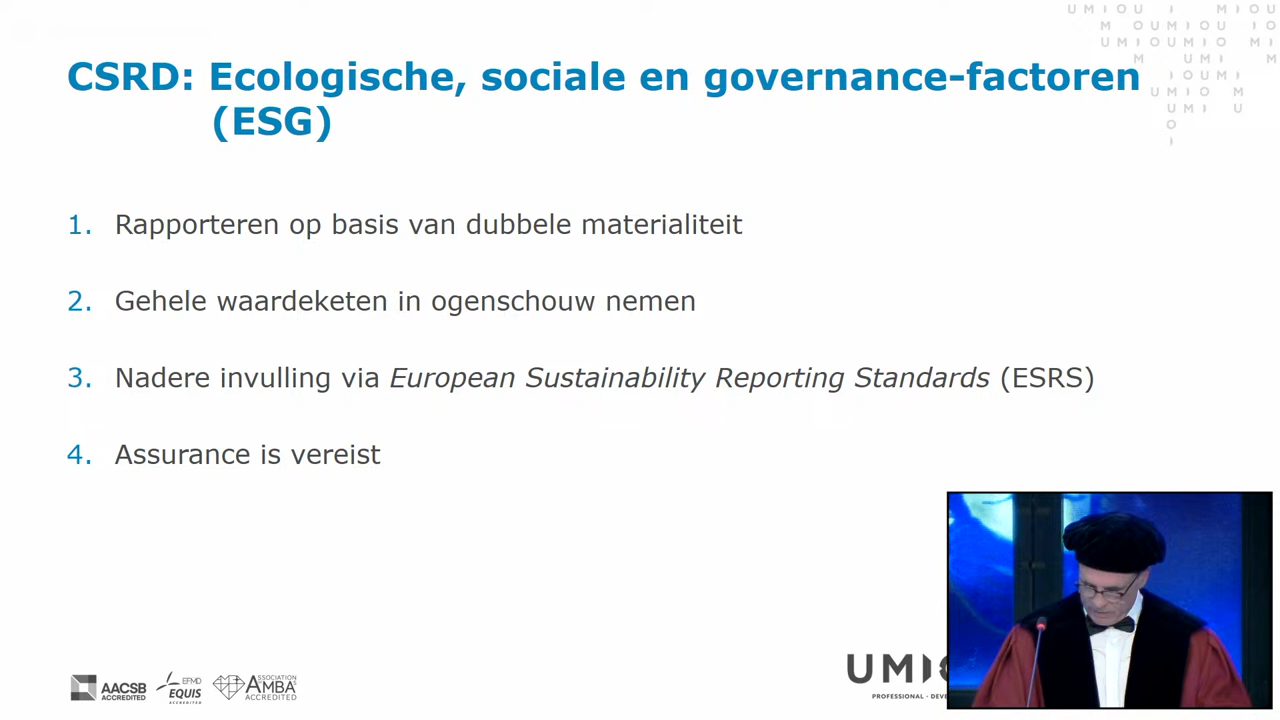 CSRD: Ecologische, sociale en governance-factoren
(ESG)
1. Rapporteren op basis van dubbele materialiteit
2. Gehele waardeketen in ogenschouw nemen
3. Nadere invulling via European Sustainability Reporting Standards (ESRS)
4. Assurance is vereist
AACSB
ACCREDITED
EFMD
EQUIS
ACCREDITED
ASSOCIATION
AMBA
ACCREDITED
UMIO
PROFESSIONAL